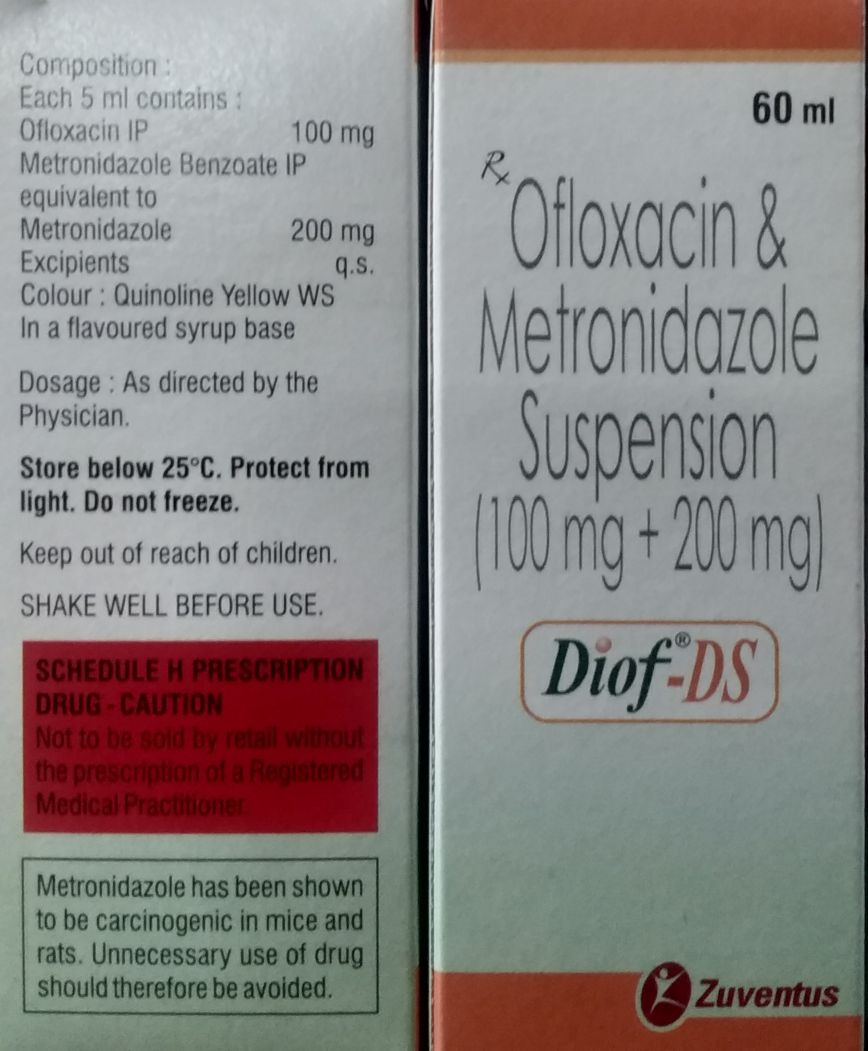 Composition :
Each 5 ml contains :
Ofloxacin IP 100 mg
Metronidazole Benzoate IP
equivalent to
Metronidazole 200 mg
Excipients q.s.
Colour : Quinoline Yellow WS
In a flavoured syrup base
Dosage : As directed by the
Physician.
Store below 25°C. Protect from
light. Do not freeze.
Keep out of reach of children.
SHAKE WELL BEFORE USE.
SCHEDULE H PRESCRIPTION
DRUG - CAUTION
Not to be sold by retail without
the prescription of a Registered
Medical Practitioner.
Metronidazole has been shown
to be carcinogenic in mice and
rats. Unnecessary use of drug
should therefore be avoided.
60 ml
Rx
Ofloxacin &
Metronidazole
Suspension
(100 mg + 200 mg)
Diof®-DS
Zuventus